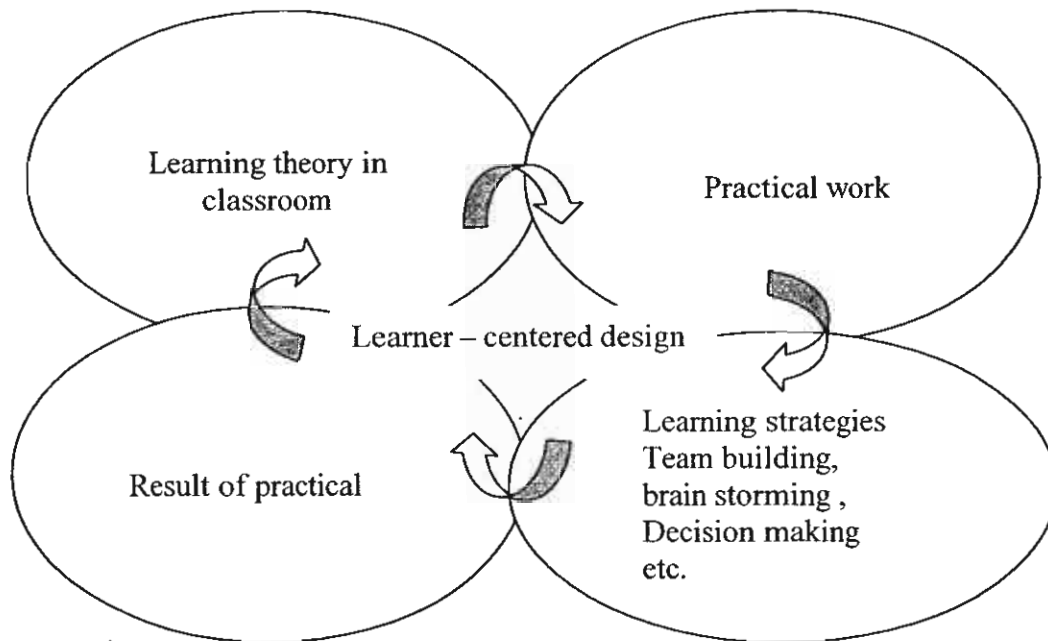 Learning theory in
classroom
Practical work
Learner – centered design
Learning strategies
Team building,
brain storming ,
Decision making
etc.
Result of practical